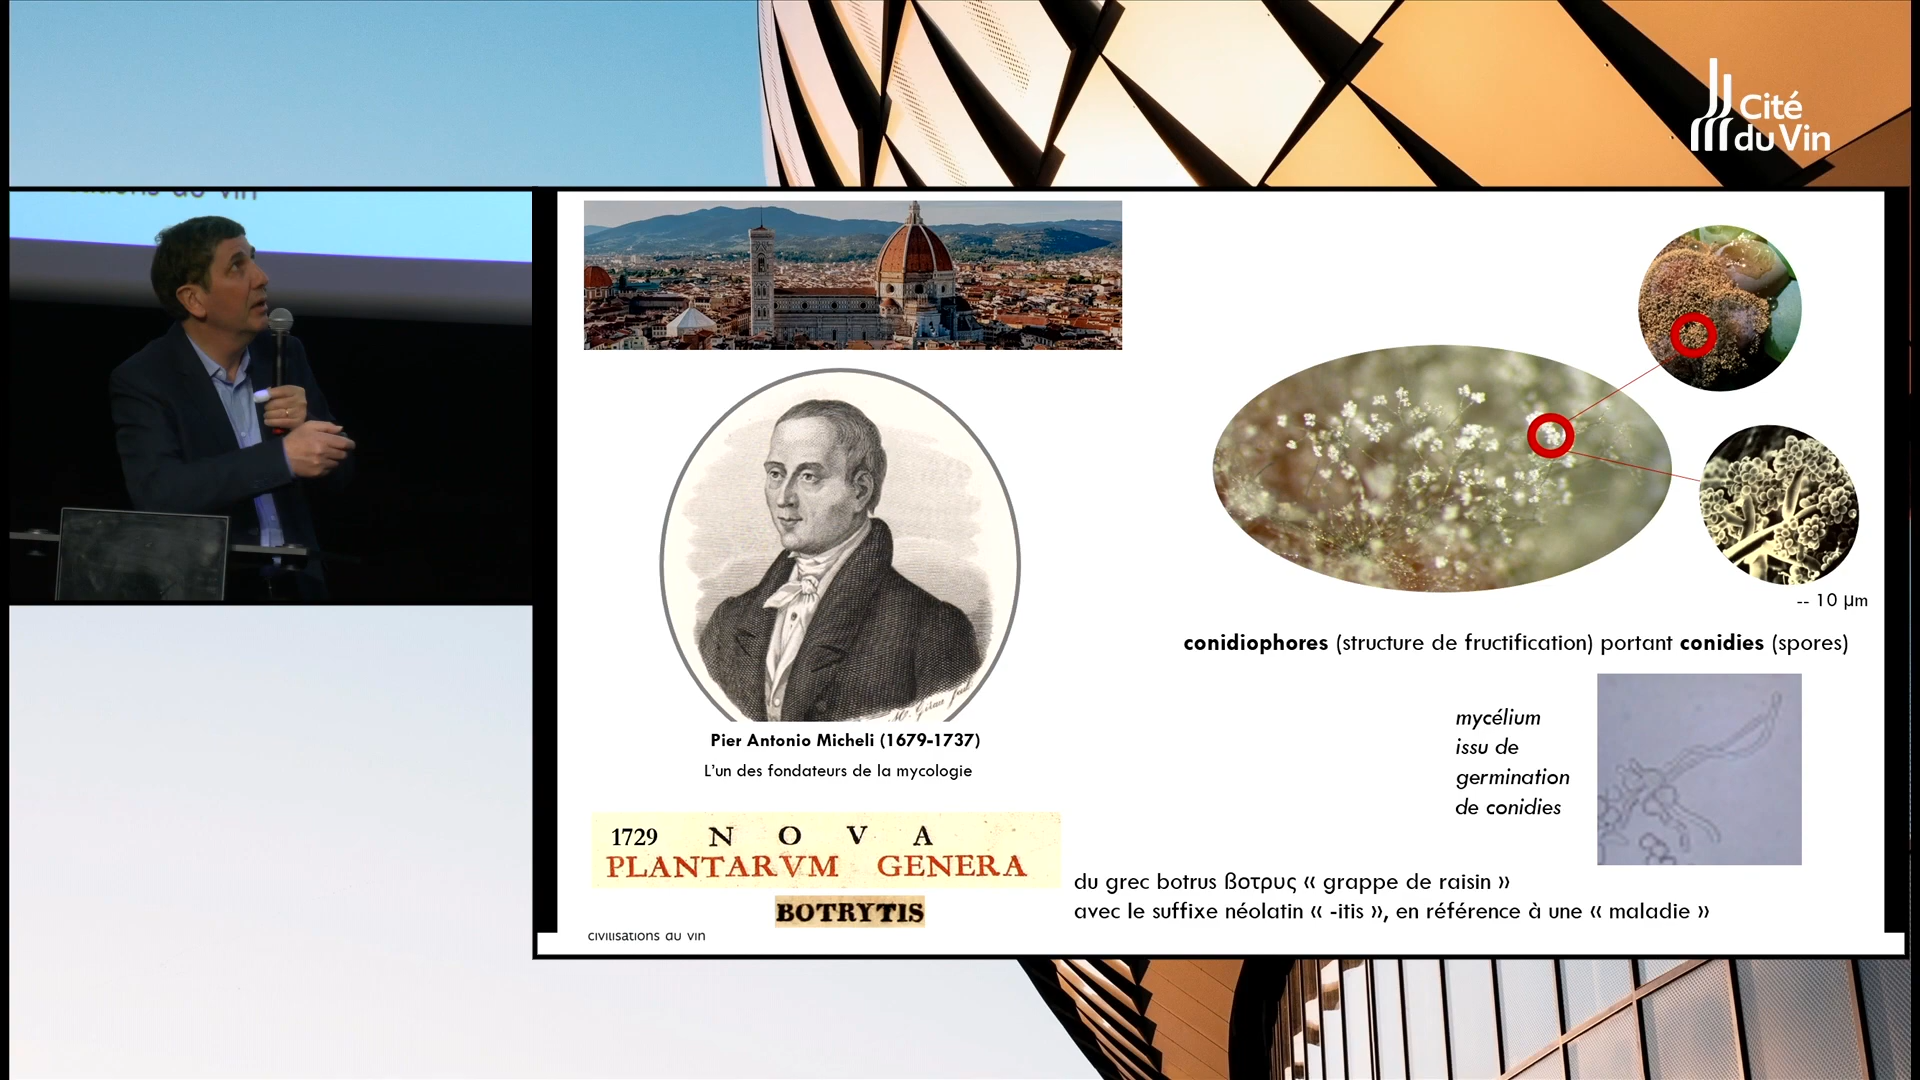 Cité
du Vin
-- 10 µm
conidiophores (structure de fructification) portant conidies (spores)
Pier Antonio Micheli (1679-1737)
L'un des fondateurs de la mycologie
mycélium
issu de
germination
de conidies
1729 NOVA
PLANTARVM GENERA
BOTRYTIS
du grec botrus βοτρυς « grappe de raisin »
avec le suffixe néolatin « -itis », en référence à une « maladie »
civilisations du vin